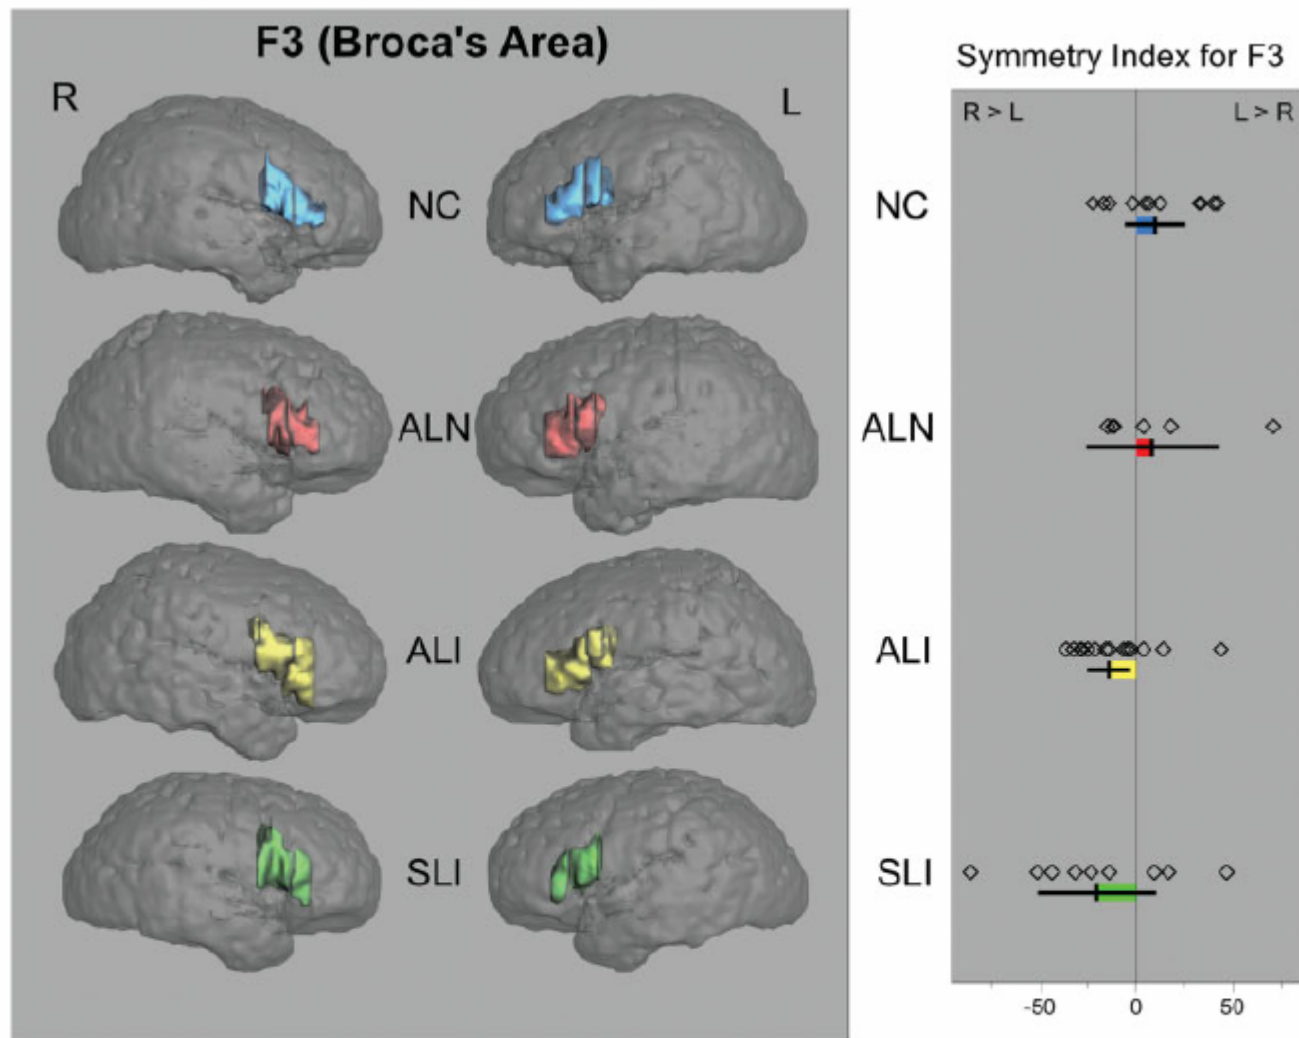 F3 (Broca's Area)
R
L
NC
ALN
ALI
SLI
Symmetry Index for F3
R > L
L > R
NC
ALN
ALI
SLI
-50
0
50